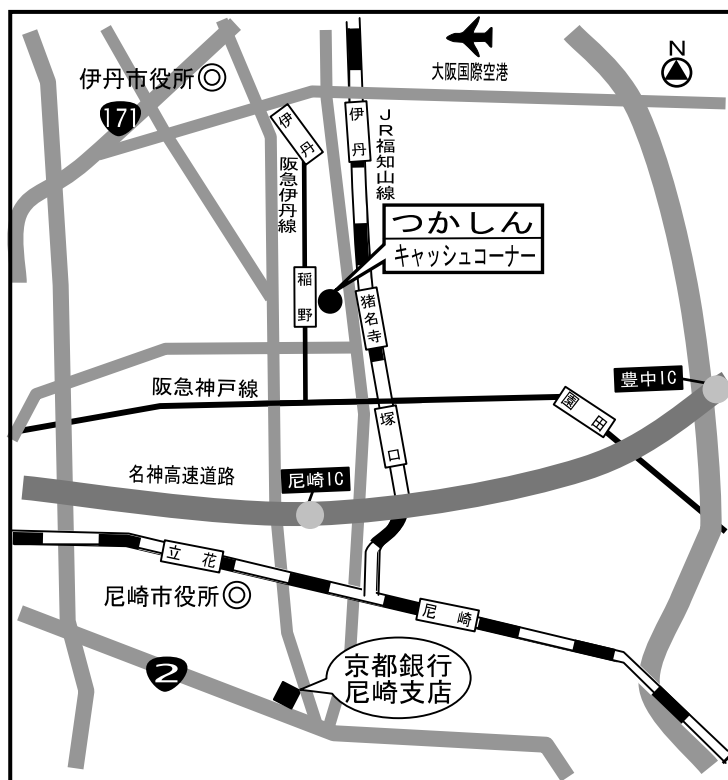 N
大阪国際空港
伊丹市役所
171
伊丹
伊丹
JR福知山線
阪急伊丹線
つかしん
キャッシュコーナー
稲野
猪名寺
豊中IC
阪急神戸線
園田
塚口
名神高速道路
尼崎IC
立花
尼崎市役所
尼崎
京都銀行
尼崎支店
2